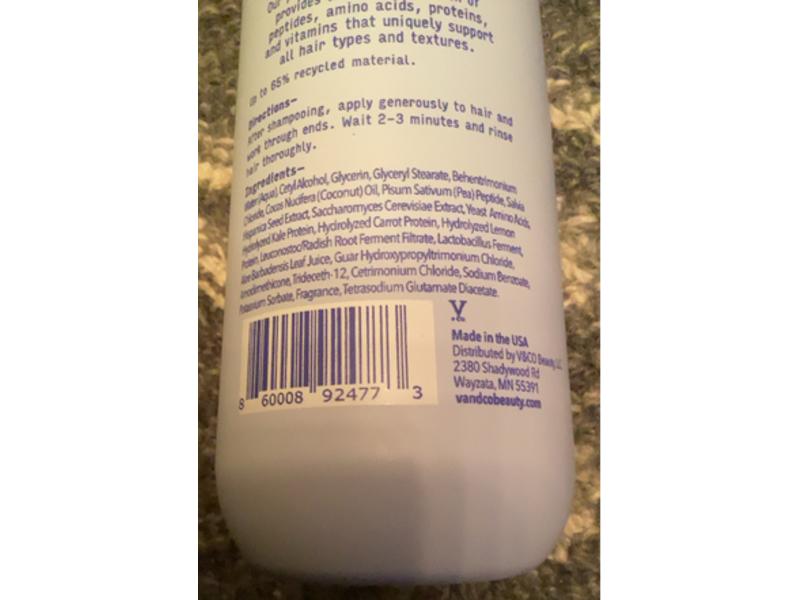 peptides, amino acids, proteins,
and vitamins that uniquely support
all hair types and textures.
Up to 65% recycled material.
Directions—
After shampooing, apply generously to hair and
work through ends. Wait 2-3 minutes and rinse
hair thoroughly.
Ingredients—
Water (Aqua), Cetyl Alcohol, Glycerin, Glyceryl Stearate, Behentrimonium
Chloride, Cocos Nucifera (Coconut) Oil, Pisum Sativum (Pea) Peptide, Salvia
Hispanica Seed Extract, Saccharomyces Cerevisiae Extract, Yeast Amino Acids,
Hydrolyzed Kale Protein, Hydrolyzed Carrot Protein, Hydrolyzed Lemon
Protein, Leuconostoc/Radish Root Ferment Filtrate, Lactobacillus Ferment,
Aloe Barbadensis Leaf Juice, Guar Hydroxypropyltrimonium Chloride,
Amodimethicone, Trideceth-12, Cetrimonium Chloride, Sodium Benzoate,
Potassium Sorbate, Fragrance, Tetrasodium Glutamate Diacetate.
V
Made in the USA
Distributed by V&CO Beauty, LLC
2380 Shadywood Rd
Wayzata, MN 55391
vandcobeauty.com
8 60008 92477 3